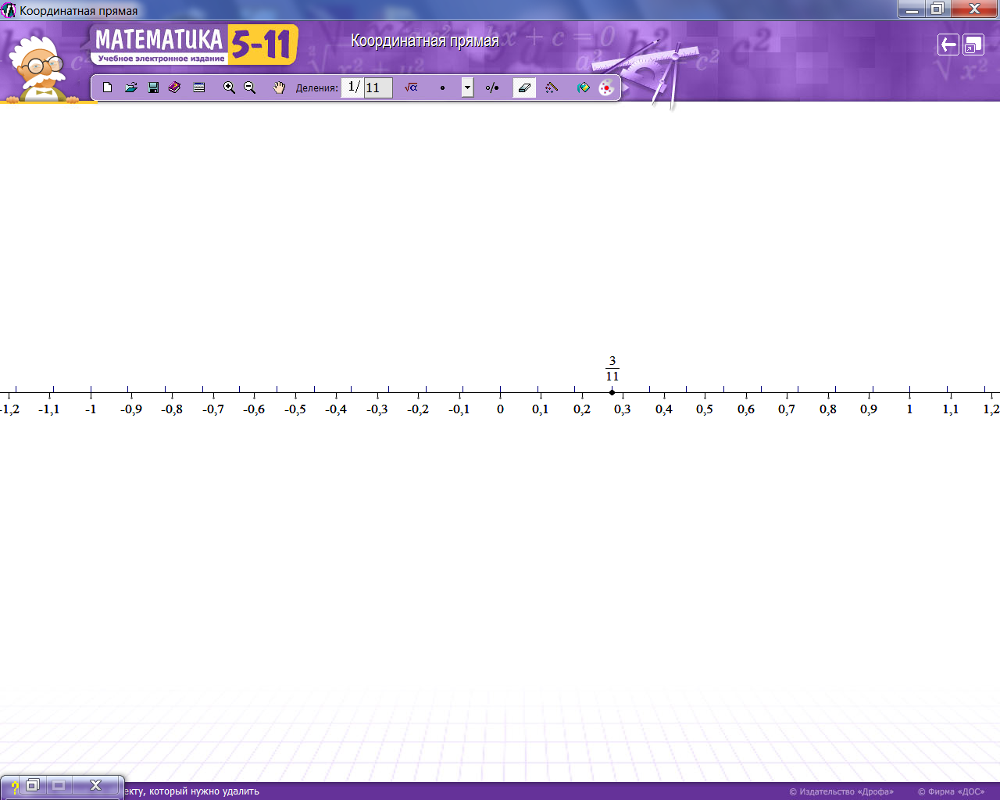 Координатная прямая
МАТЕМАТИКА 5-11
Учебное электронное издание
Координатная прямая
Деления: 1/ 11
3
11
-1,2 -1,1 -1 -0,9 -0,8 -0,7 -0,6 -0,5 -0,4 -0,3 -0,2 -0,1 0 0,1 0,2 0,3 0,4 0,5 0,6 0,7 0,8 0,9 1 1,1 1,2
екту, который нужно удалить
© Издательство «Дрофа» © Фирма «ДОС»